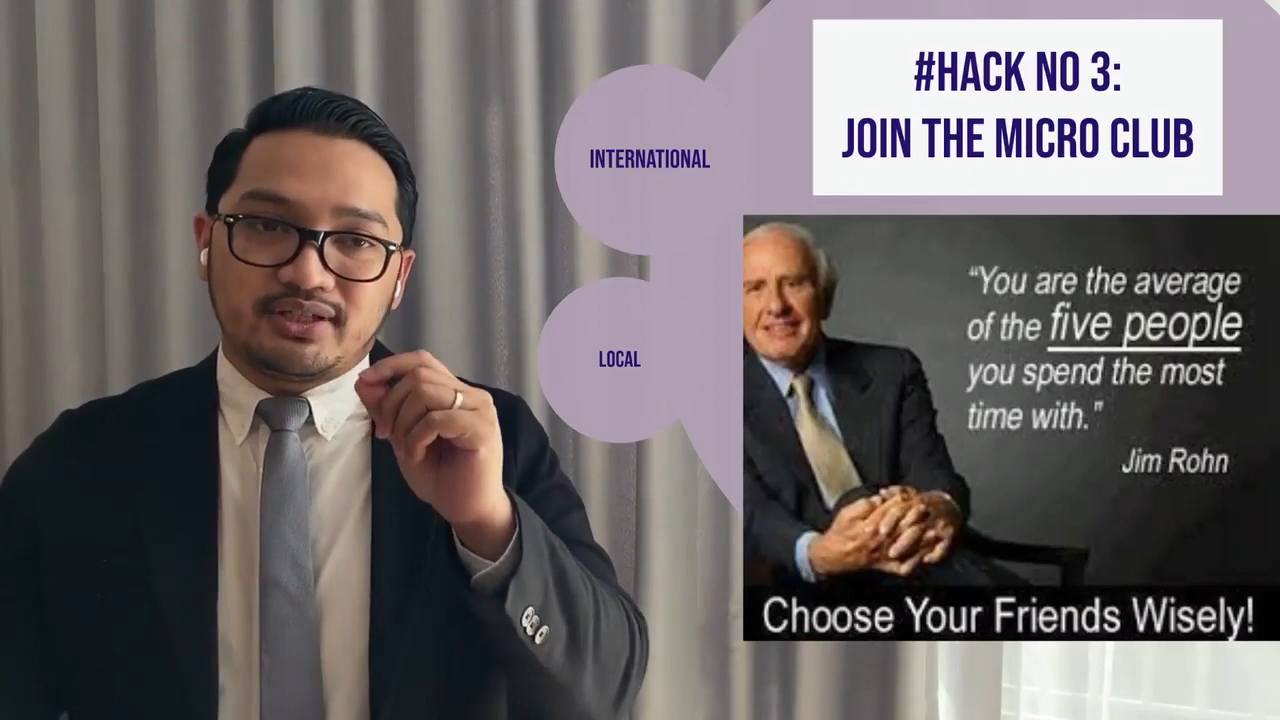 #HACK NO 3:
JOIN THE MICRO CLUB
INTERNATIONAL
LOCAL
“You are the average
of the five people
you spend the most
time with.”
Jim Rohn
Choose Your Friends Wisely!